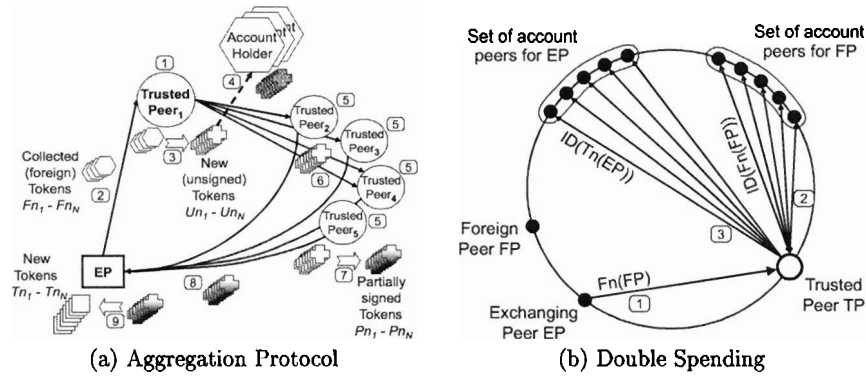 Account
Holder
nt
nt
1
4
Trusted
Peer1
5
Trusted
Peer2
5
Trusted
Peer3
5
Trusted
Peer4
5
Trusted
Peer5
Collected
(foreign)
Tokens
Fn1 - FnN
2
3
New
(unsigned)
Tokens
Un1 - UnN
6
New
Tokens
Tn1 - TnN
EP
8
7
Partially
signed
Tokens
Pn1 - PnN
9
(a) Aggregation Protocol
Set of account
peers for EP
Set of account
peers for FP
ID(Tn(EP))
ID(Fn(FP))
2
3
Foreign
Peer FP
Fn(FP)
1
Exchanging
Peer EP
Trusted
Peer TP
(b) Double Spending